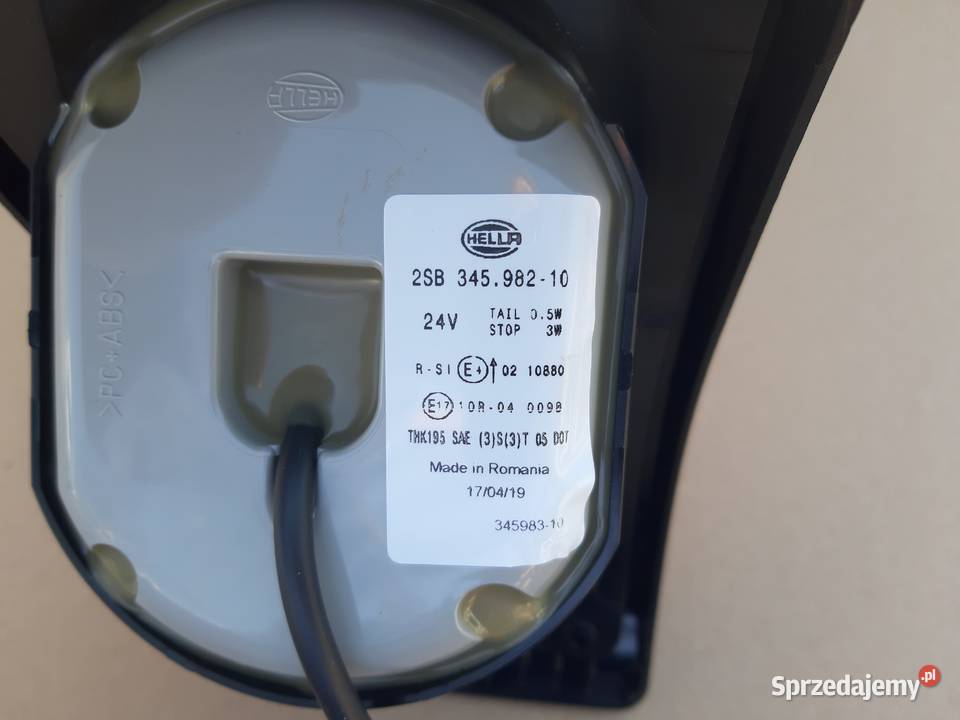 HELLA
>PC+ABS<
HELLA
2SB 345.982-10
24V TAIL 0.5W
STOP 3W
R-S1 E4 02 10880
E17 10R-04 0098
THK195 SAE (3)S(3)T 05 DOT
Made in Romania
17/04/19
345983-10
Sprzedajemy.pl